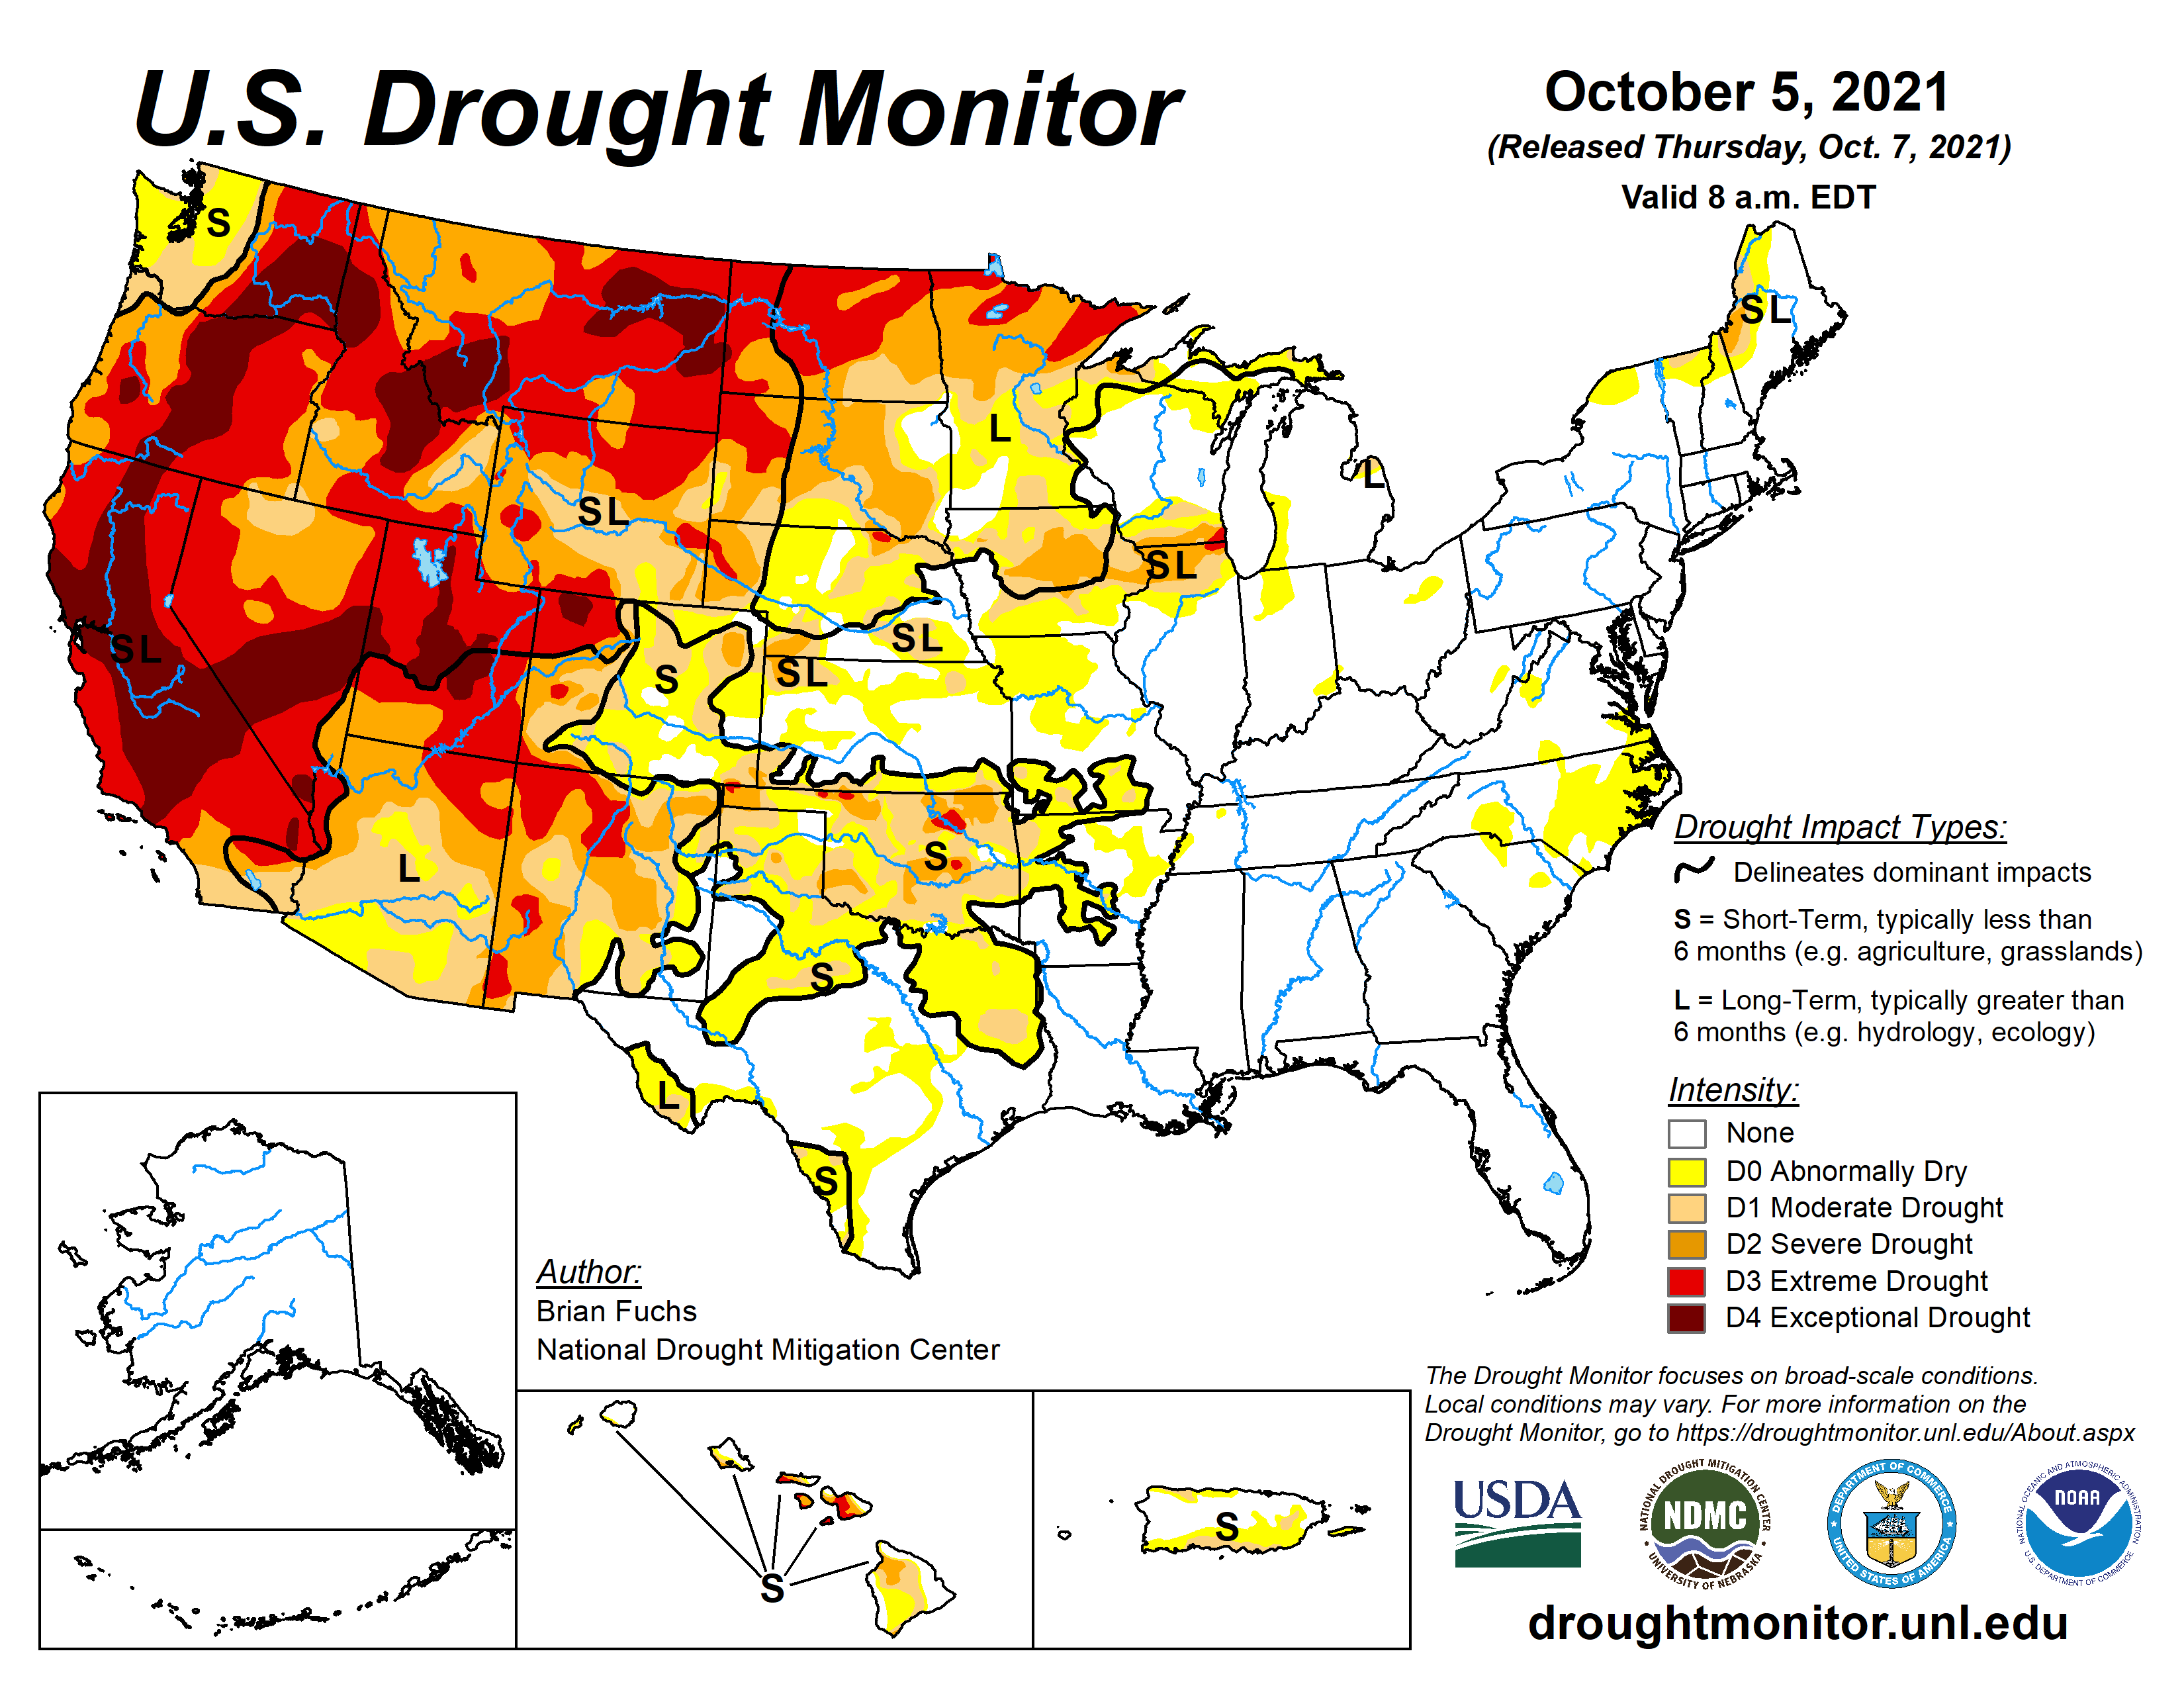 U.S. Drought Monitor
October 5, 2021
(Released Thursday, Oct. 7, 2021)
Valid 8 a.m. EDT
S
SL
L
L
SL
SL
SL
SL
S
SL
L
S
S
L
S
Drought Impact Types:
Delineates dominant impacts
S = Short-Term, typically less than
6 months (e.g. agriculture, grasslands)
L = Long-Term, typically greater than
6 months (e.g. hydrology, ecology)
Intensity:
None
D0 Abnormally Dry
D1 Moderate Drought
D2 Severe Drought
D3 Extreme Drought
D4 Exceptional Drought
Author:
Brian Fuchs
National Drought Mitigation Center
S
S
The Drought Monitor focuses on broad-scale conditions.
Local conditions may vary. For more information on the
Drought Monitor, go to https://droughtmonitor.unl.edu/About.aspx
USDA
NATIONAL DROUGHT MITIGATION CENTER
NDMC
UNIVERSITY OF NEBRASKA
DEPARTMENT OF COMMERCE
UNITED STATES OF AMERICA
NATIONAL OCEANIC AND ATMOSPHERIC ADMINISTRATION
NOAA
U.S. DEPARTMENT OF COMMERCE
droughtmonitor.unl.edu